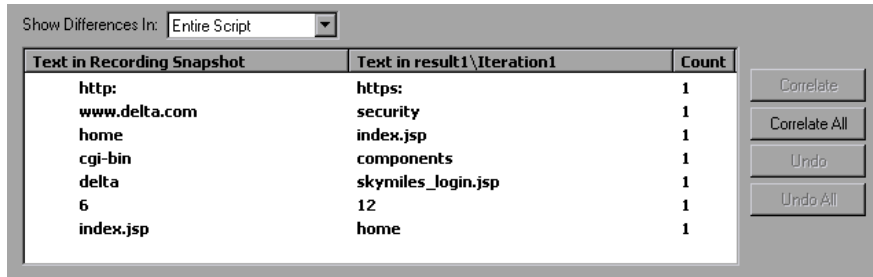 Show Differences In: Entire Script
Text in Recording Snapshot Text in result1\Iteration1 Count
http: https: 1
www.delta.com security 1
home index.jsp 1
cgi-bin components 1
delta skymiles_login.jsp 1
6 12 1
index.jsp home 1
Correlate
Correlate All
Undo
Undo All